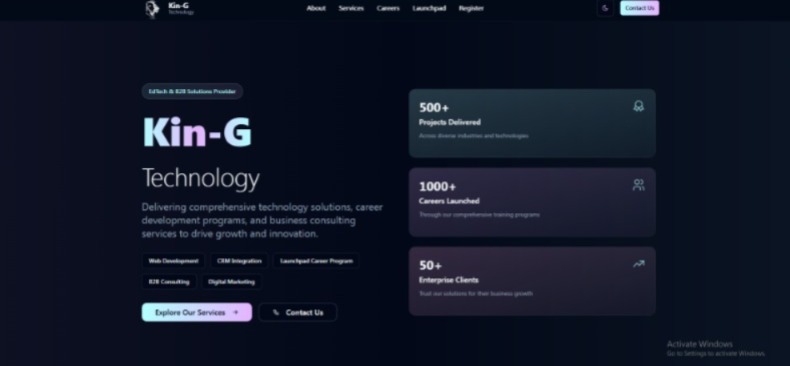 Kin-G
Technology
About Services Careers Launchpad Register
Contact Us
EdTech & B2B Solutions Provider
Kin-G
Technology
Delivering comprehensive technology solutions, career
development programs, and business consulting
services to drive growth and innovation.
Web Development CRM Integration Launchpad Career Program
B2B Consulting Digital Marketing
Explore Our Services → Contact Us
500+
Projects Delivered
Across diverse industries and technologies
1000+
Careers Launched
Through our comprehensive training programs
50+
Enterprise Clients
Trust our solutions for their business growth
Activate Windows
Go to Settings to activate Windows.